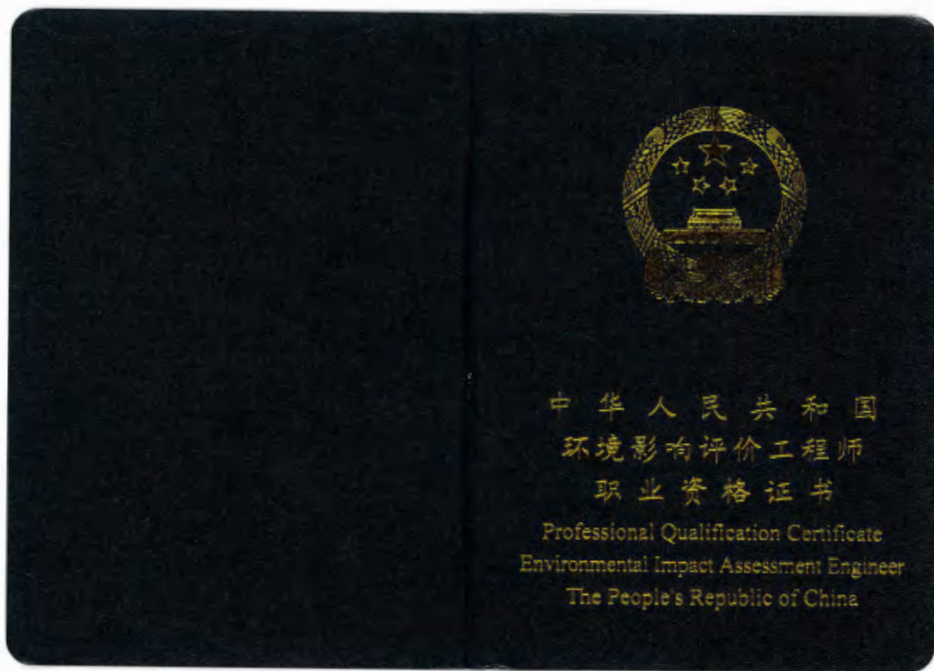 中华人民共和国
环境影响评价工程师
职业资格证书
Professional Qualification Certificate
Environmental Impact Assessment Engineer
The People's Republic of China